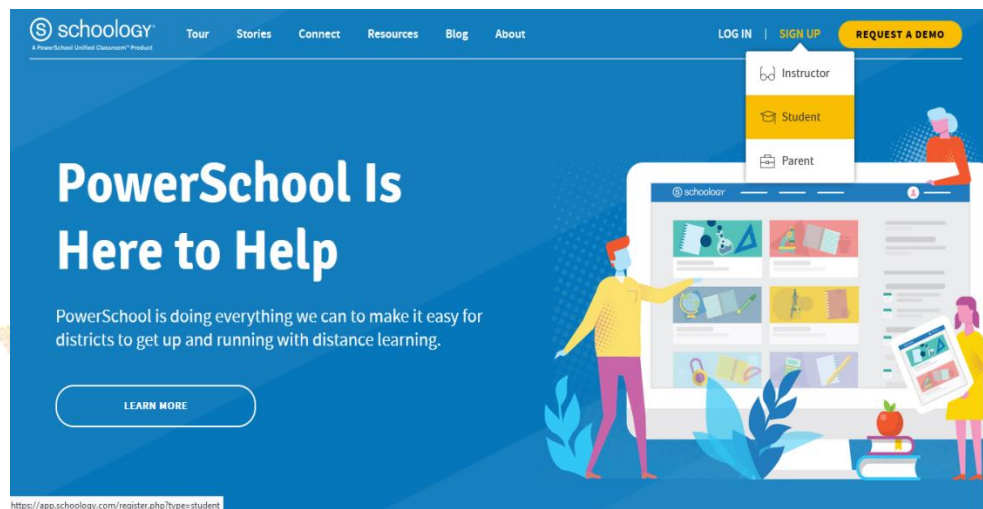 schoology
A PowerSchool Unified Classroom™ Product
Tour Stories Connect Resources Blog About
LOG IN | SIGN UP
REQUEST A DEMO
Instructor
Student
Parent
PowerSchool Is
Here to Help
PowerSchool is doing everything we can to make it easy for
districts to get up and running with distance learning.
LEARN MORE
schoology
https://app.schoology.com/register.php?type=student